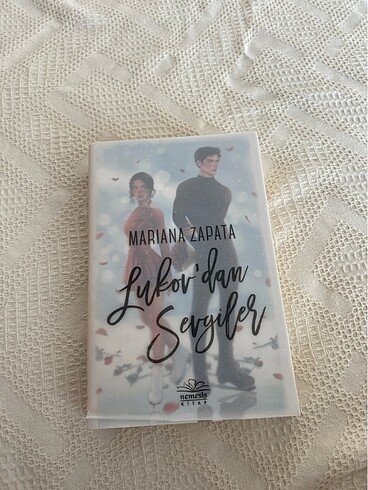 MARIANA ZAPATA
Lukov'dan
Sevgiler
nemesis
KİTAP